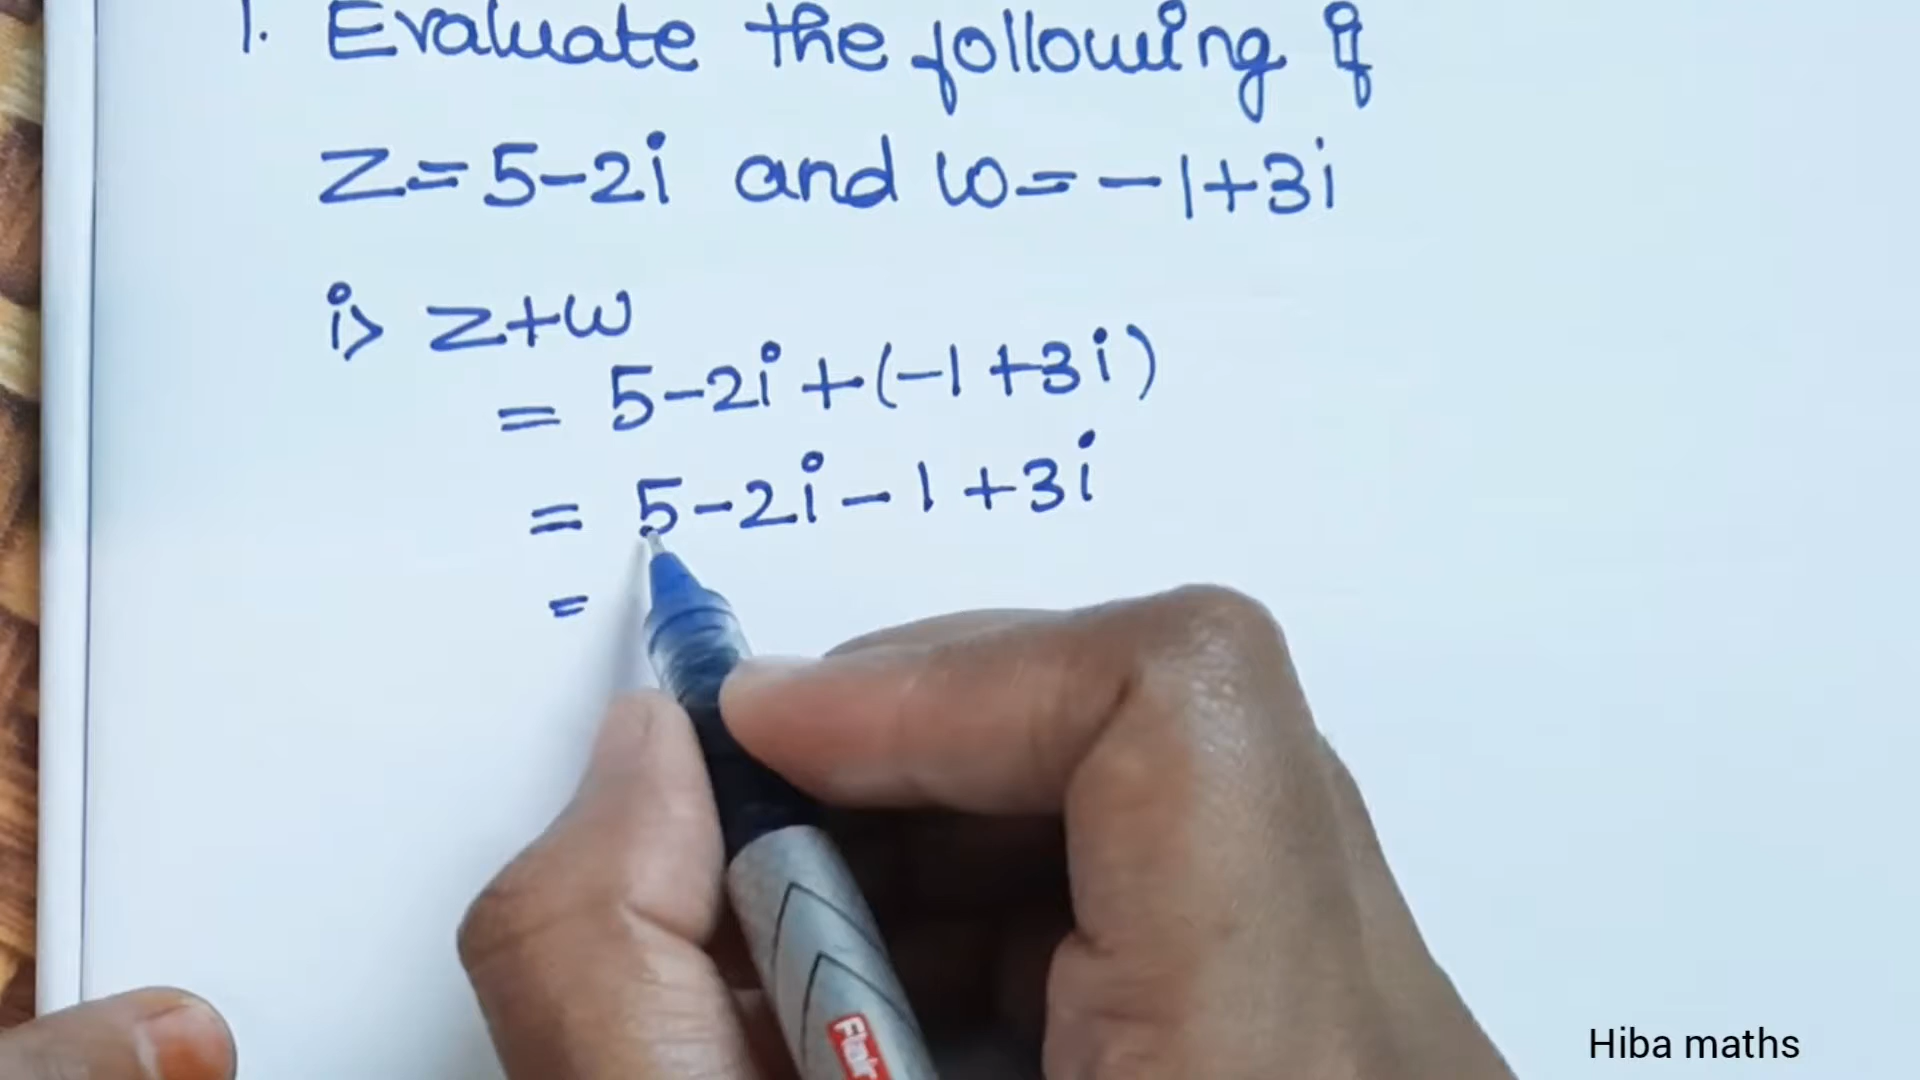 1. Evaluate the following if
Z=5-2i and w=-1+3i
i> Z+w
= 5-2i+(-1+3i)
= 5-2i-1+3i
=
Flair
Hiba maths